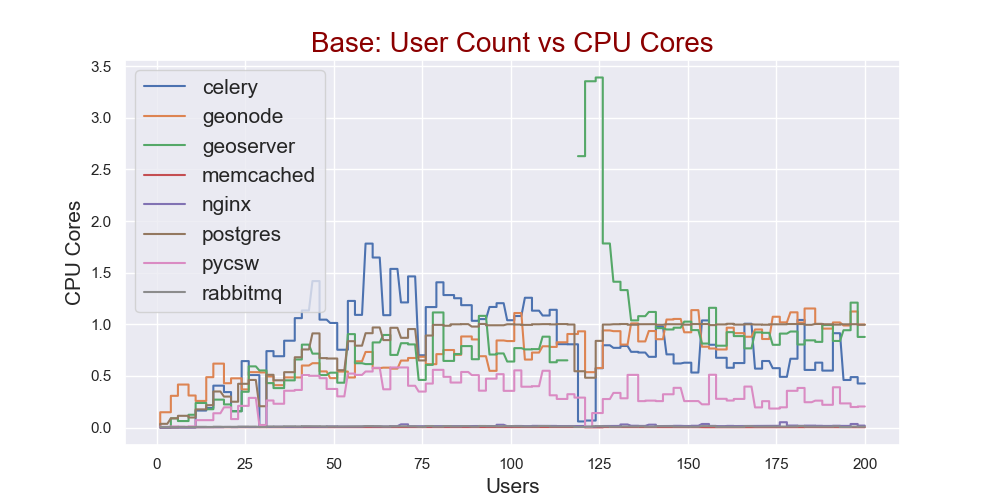 Base: User Count vs CPU Cores
CPU Cores
3.5
3.0
2.5
2.0
1.5
1.0
0.5
0.0
celery
geonode
geoserver
memcached
nginx
postgres
pycsw
rabbitmq
0 25 50 75 100 125 150 175 200
Users